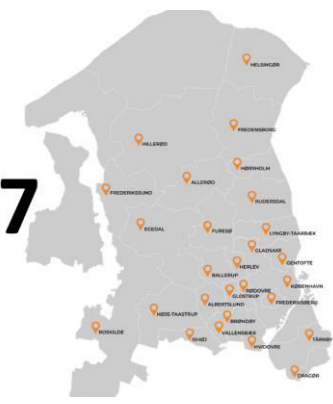 HELSINGØR
FREDENSBORG
HILLERØD
HØRSHOLM
ALLERØD
7
FREDERIKSSUND
RUDERSDAL
EGEDAL
FURESØ
LYNGBY-TAARBÆK
GLADSAXE
GENTOFTE
HERLEV
BALLERUP
KØBENHAVN
RØDOVRE
GLOSTRUP
FREDERIKSBERG
ALBERTSLUND
HØJE-TAASTRUP
BRØNDBY
ROSKILDE
VALLENSBÆK
ISHØJ
HVIDOVRE
TÅRNBY
DRAGØR